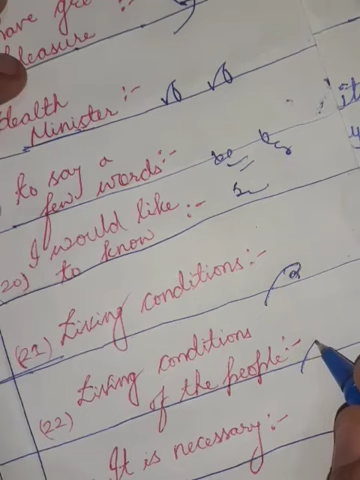 have gre
pleasure
Health
Minister :-
to say a
few words:-
I would like
20) to know :-
(21) Living conditions:-
(22) Living conditions
of the people:-
It is necessary:-